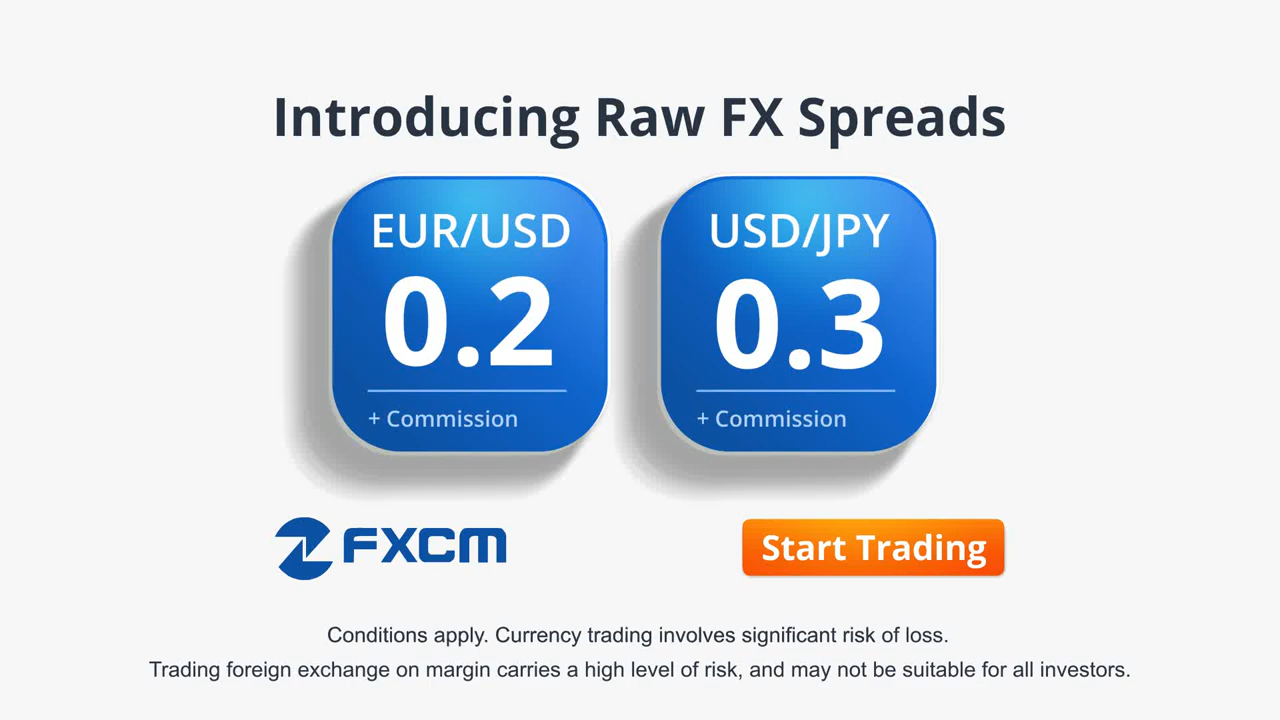 Introducing Raw FX Spreads
EUR/USD
0.2
+ Commission
USD/JPY
0.3
+ Commission
FXCM
Start Trading
Conditions apply. Currency trading involves significant risk of loss.
Trading foreign exchange on margin carries a high level of risk, and may not be suitable for all investors.